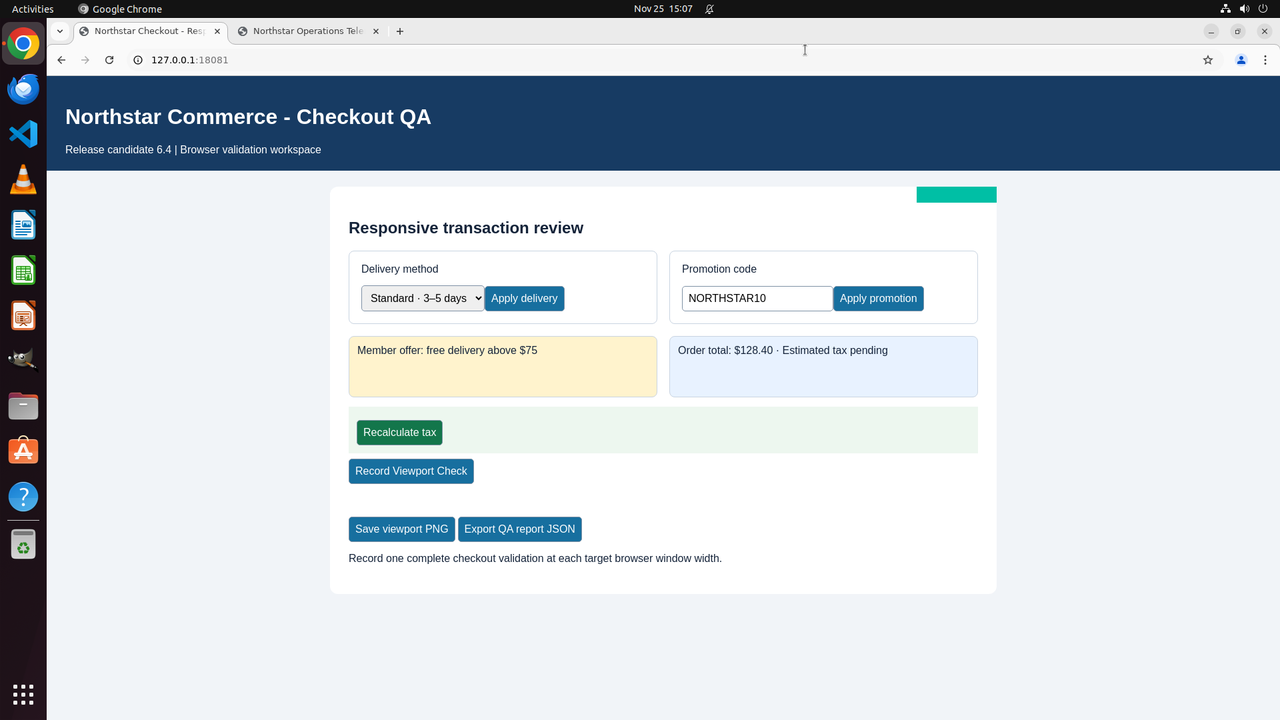 Activities
Google Chrome
Nov 25 15:07
Northstar Checkout - Resp
Northstar Operations Tele
127.0.0.1:18081
Northstar Commerce - Checkout QA
Release candidate 6.4 | Browser validation workspace
Responsive transaction review
Delivery method
Standard · 3–5 days
Apply delivery
Promotion code
NORTHSTAR10
Apply promotion
Member offer: free delivery above $75
Order total: $128.40 · Estimated tax pending
Recalculate tax
Record Viewport Check
Save viewport PNG
Export QA report JSON
Record one complete checkout validation at each target browser window width.